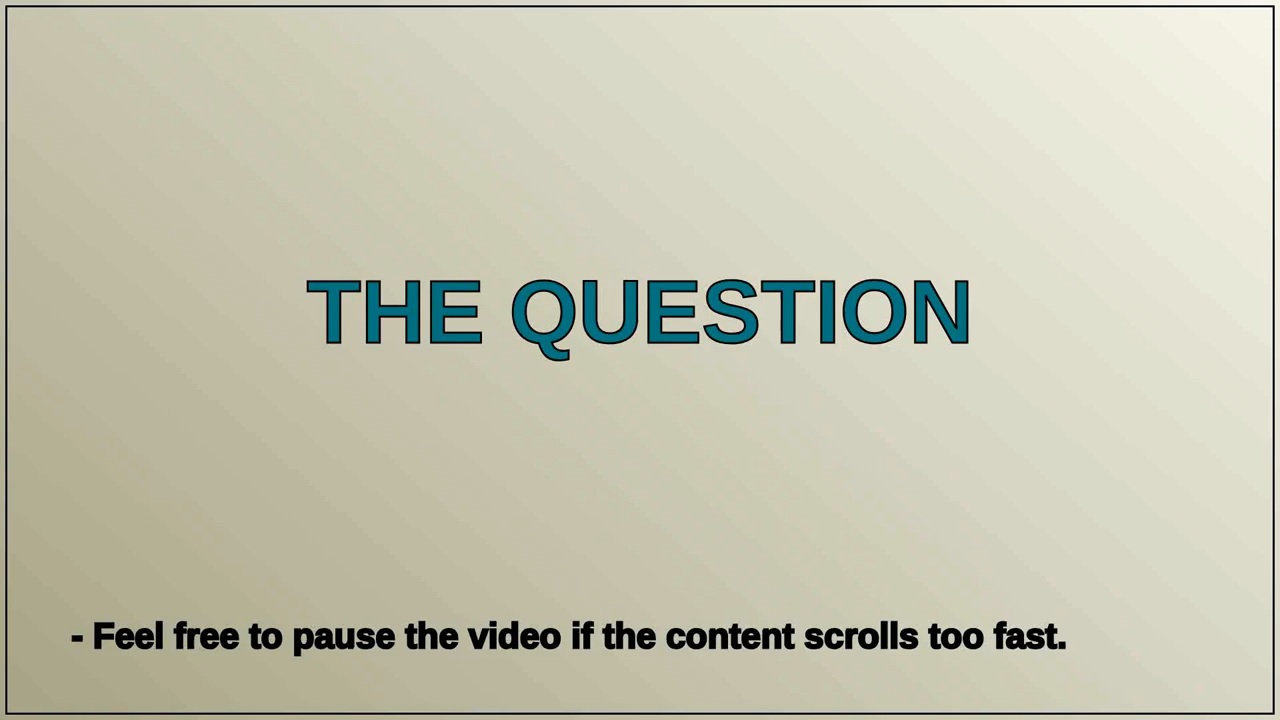 THE QUESTION
- Feel free to pause the video if the content scrolls too fast.